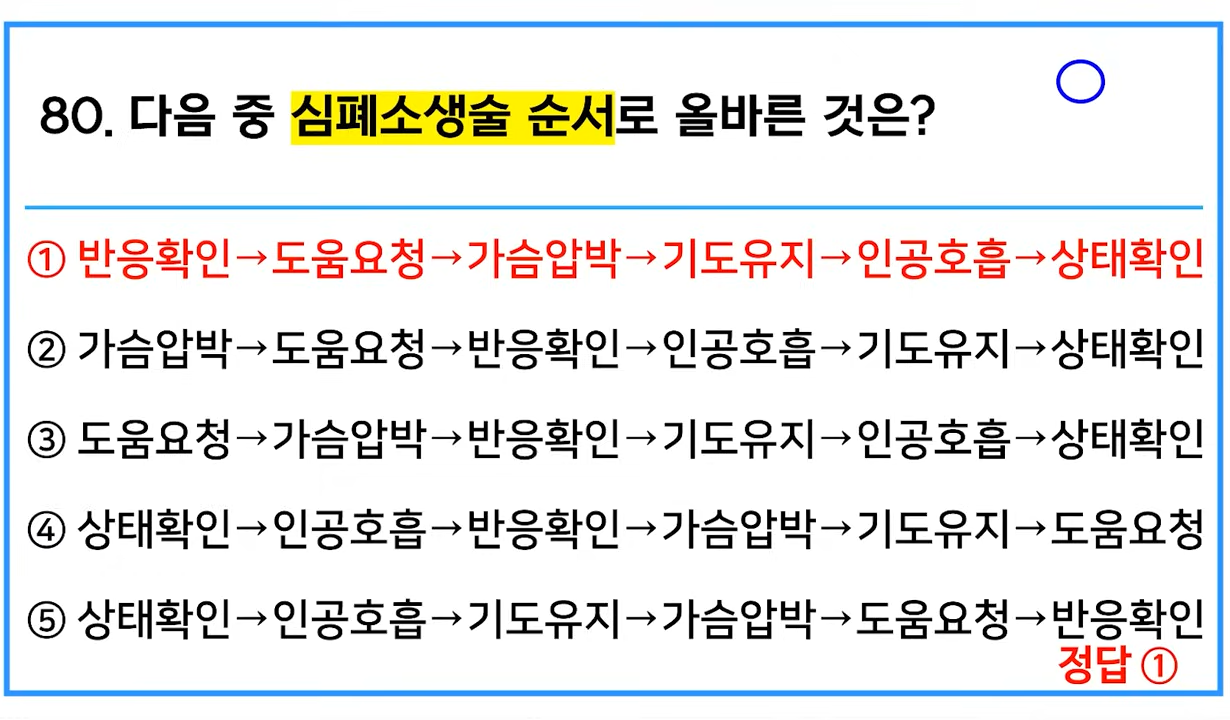 80. 다음 중 심폐소생술 순서로 올바른 것은?
① 반응확인→도움요청→가슴압박→기도유지→인공호흡→상태확인
② 가슴압박→도움요청→반응확인→인공호흡→기도유지→상태확인
③ 도움요청→가슴압박→반응확인→기도유지→인공호흡→상태확인
④ 상태확인→인공호흡→반응확인→가슴압박→기도유지→도움요청
⑤ 상태확인→인공호흡→기도유지→가슴압박→도움요청→반응확인
정답 ①